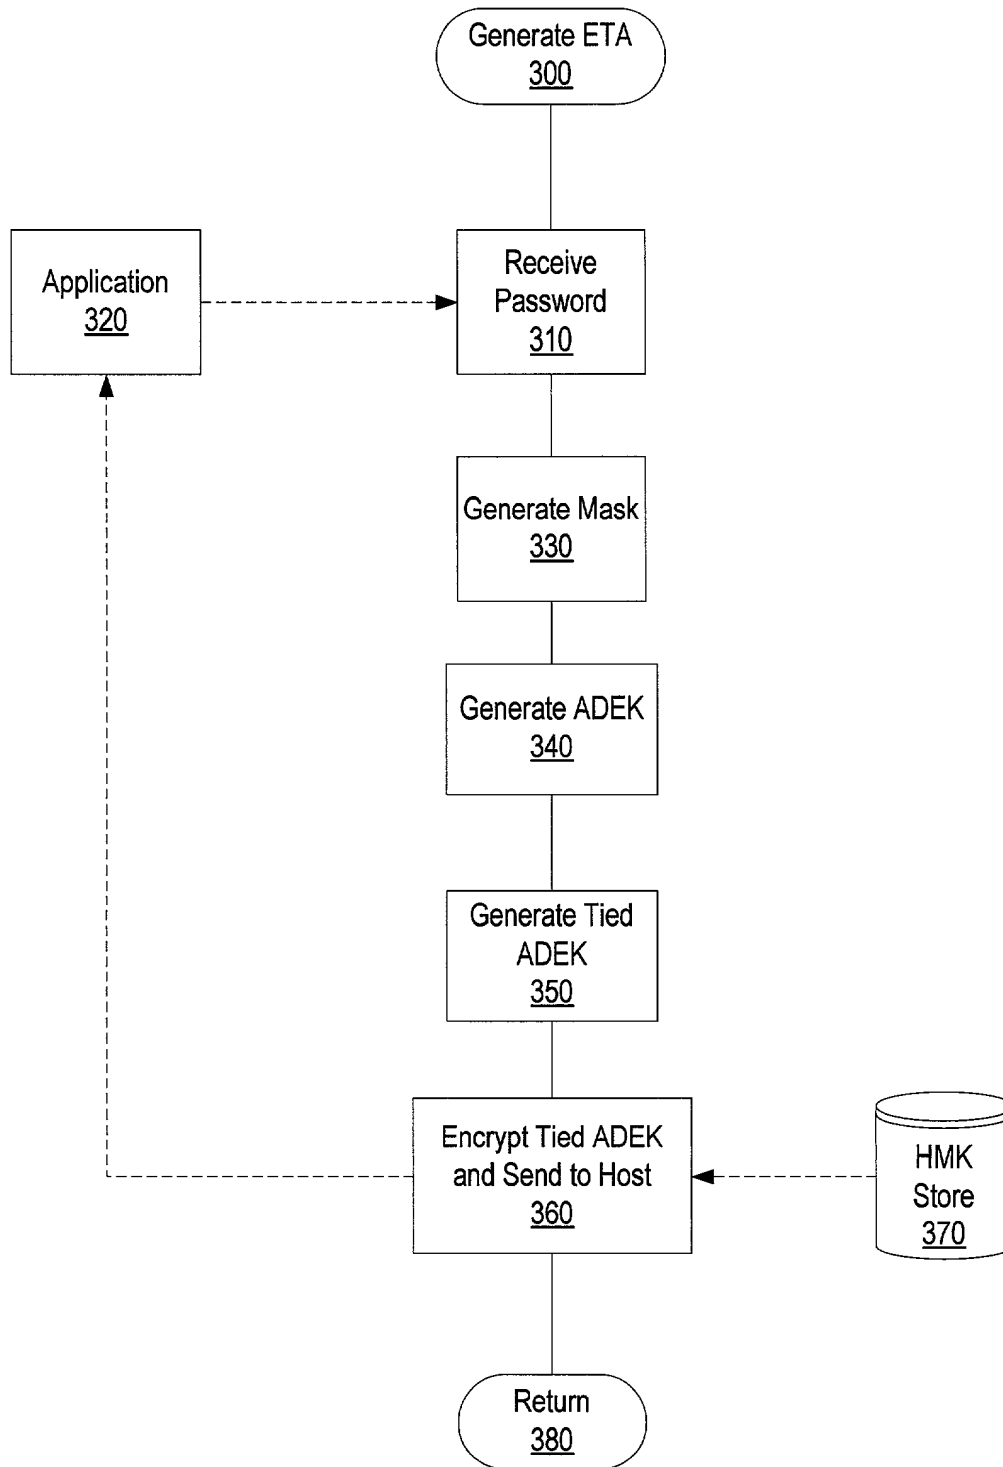 Generate ETA
300
Application
320
Receive
Password
310
Generate Mask
330
Generate ADEK
340
Generate Tied
ADEK
350
Encrypt Tied ADEK
and Send to Host
360
HMK
Store
370
Return
380